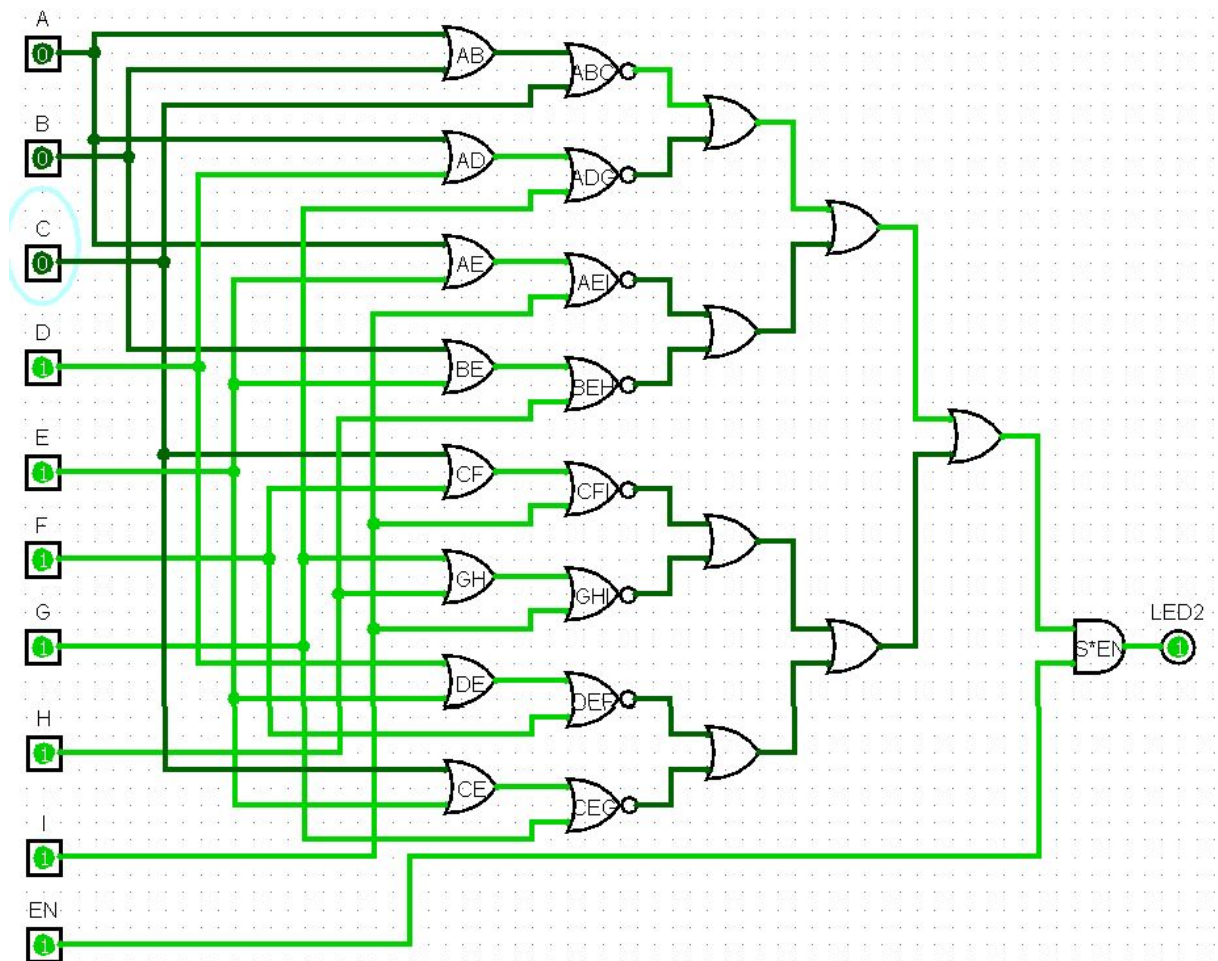 A
0
B
0
C
0
D
1
E
1
F
1
G
1
H
1
I
1
EN
1
AB
ABC
AD
ADG
AE
AEI
BE
BEH
CF
CFI
GH
GHI
DE
DEF
CE
CEG
S*EN
LED2
1